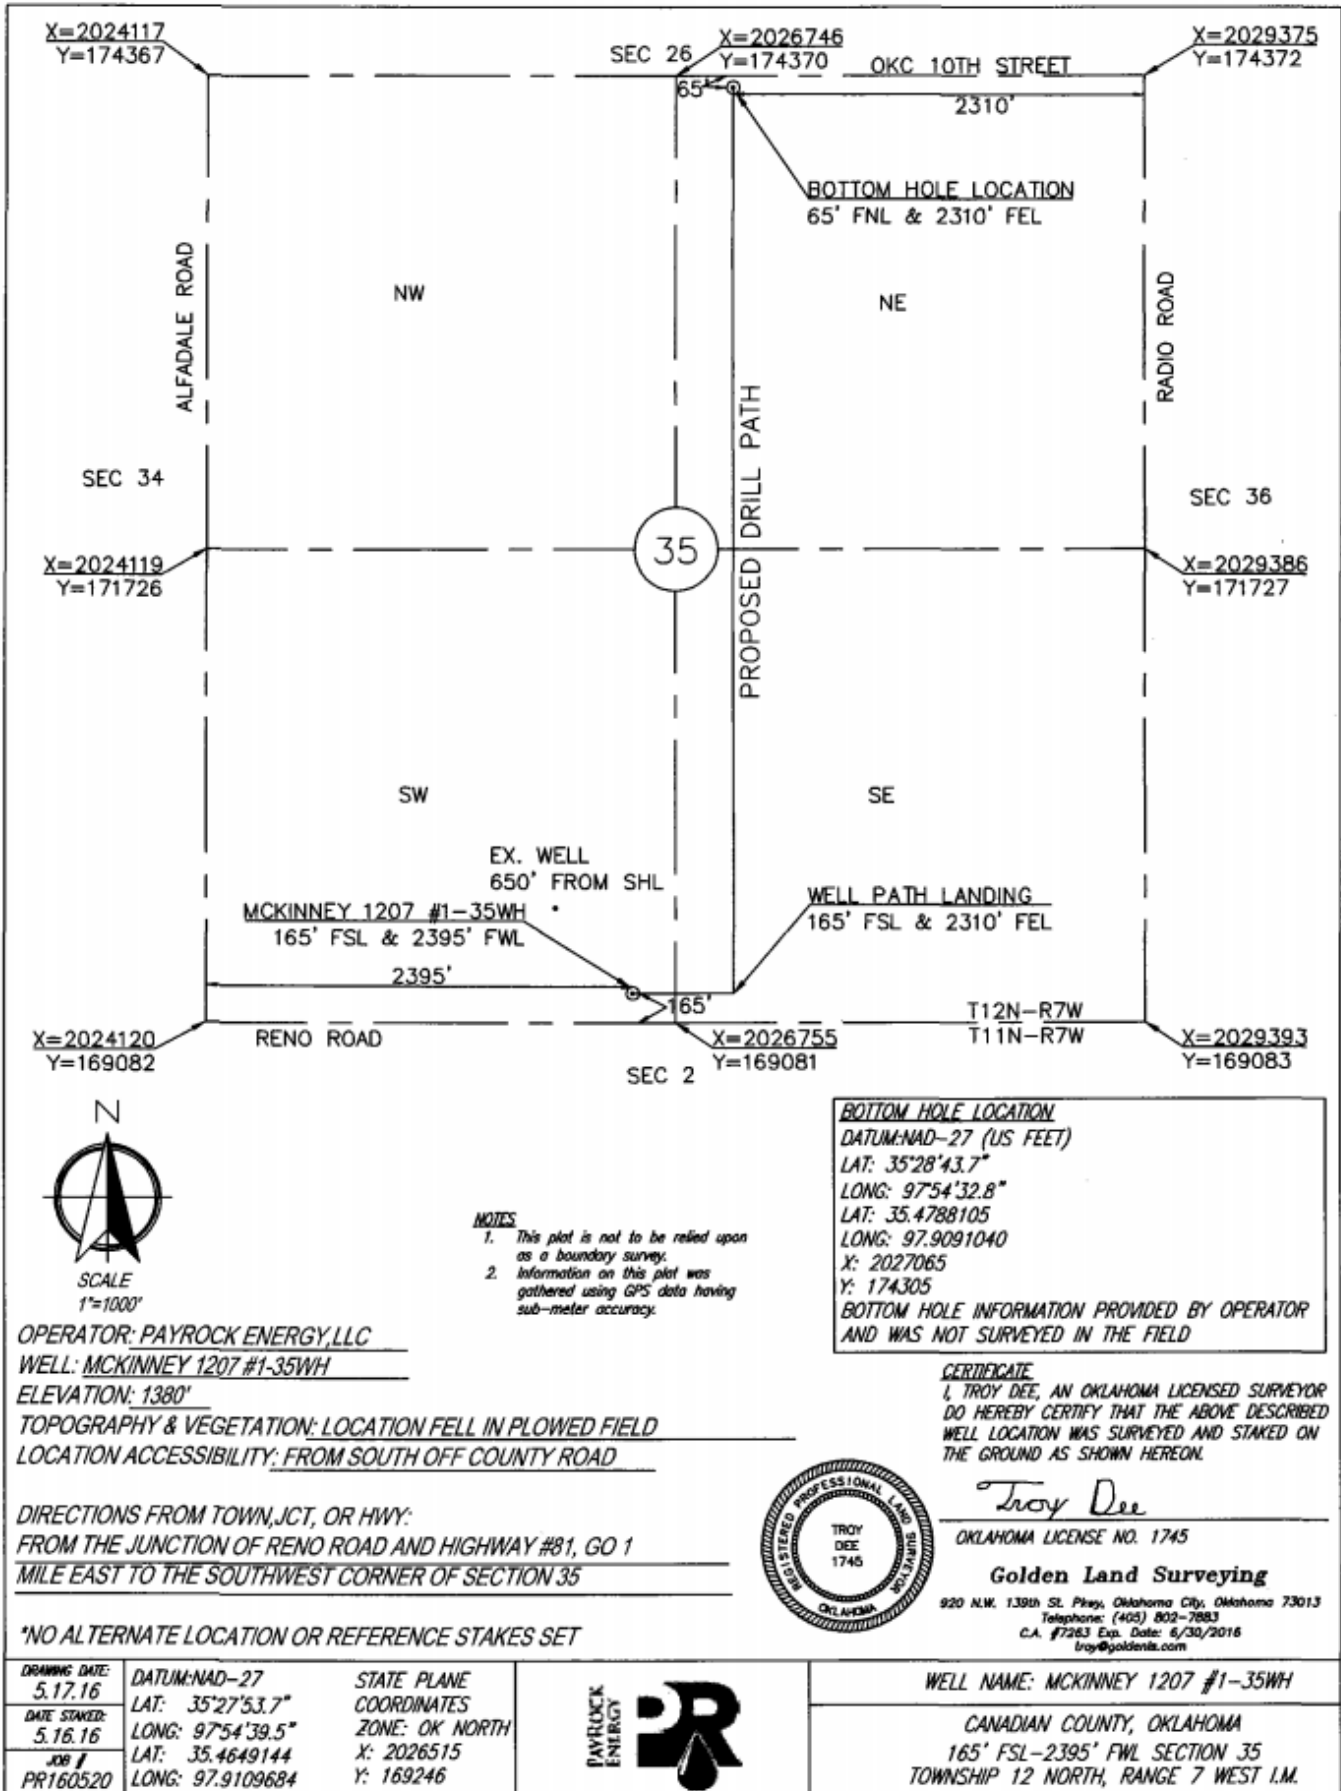 X=2024117
Y=174367
SEC 26
X=2026746
Y=174370
OKC 10TH STREET
X=2029375
Y=174372
65'
2310'
BOTTOM HOLE LOCATION
65' FNL & 2310' FEL
ALFADALE ROAD
NW
NE
RADIO ROAD
PROPOSED DRILL PATH
SEC 34
SEC 36
35
X=2024119
Y=171726
X=2029386
Y=171727
SW
SE
EX. WELL
650' FROM SHL
MCKINNEY 1207 #1-35WH
165' FSL & 2395' FWL
WELL PATH LANDING
165' FSL & 2310' FEL
2395'
165'
X=2024120
Y=169082
RENO ROAD
SEC 2
X=2026755
Y=169081
T12N-R7W
T11N-R7W
X=2029393
Y=169083
N
SCALE
1"=1000'
NOTES
1. This plat is not to be relied upon
as a boundary survey.
2. Information on this plat was
gathered using GPS data having
sub-meter accuracy.
BOTTOM HOLE LOCATION
DATUM:NAD-27 (US FEET)
LAT: 35°28'43.7"
LONG: 97°54'32.8"
LAT: 35.4788105
LONG: 97.9091040
X: 2027065
Y: 174305
BOTTOM HOLE INFORMATION PROVIDED BY OPERATOR
AND WAS NOT SURVEYED IN THE FIELD
OPERATOR: PAYROCK ENERGY,LLC
WELL: MCKINNEY 1207 #1-35WH
ELEVATION: 1380'
TOPOGRAPHY & VEGETATION: LOCATION FELL IN PLOWED FIELD
LOCATION ACCESSIBILITY: FROM SOUTH OFF COUNTY ROAD
DIRECTIONS FROM TOWN,JCT, OR HWY:
FROM THE JUNCTION OF RENO ROAD AND HIGHWAY #81, GO 1
MILE EAST TO THE SOUTHWEST CORNER OF SECTION 35
*NO ALTERNATE LOCATION OR REFERENCE STAKES SET
CERTIFICATE
I, TROY DEE, AN OKLAHOMA LICENSED SURVEYOR
DO HEREBY CERTIFY THAT THE ABOVE DESCRIBED
WELL LOCATION WAS SURVEYED AND STAKED ON
THE GROUND AS SHOWN HEREON.
Troy Dee
OKLAHOMA LICENSE NO. 1745
REGISTERED PROFESSIONAL LAND SURVEYOR
TROY
DEE
1745
OKLAHOMA
Golden Land Surveying
920 N.W. 139th St. Pkwy, Oklahoma City, Oklahoma 73013
Telephone: (405) 802-7883
C.A. #7263 Exp. Date: 6/30/2016
troy@goldenls.com
DRAWING DATE:
5.17.16
DATE STAKED:
5.16.16
JOB #
PR160520
DATUM:NAD-27
LAT: 35°27'53.7"
LONG: 97°54'39.5"
LAT: 35.4649144
LONG: 97.9109684
STATE PLANE
COORDINATES
ZONE: OK NORTH
X: 2026515
Y: 169246
PAYROCK
ENERGY
PR
WELL NAME: MCKINNEY 1207 #1-35WH
CANADIAN COUNTY, OKLAHOMA
165' FSL-2395' FWL SECTION 35
TOWNSHIP 12 NORTH, RANGE 7 WEST I.M.